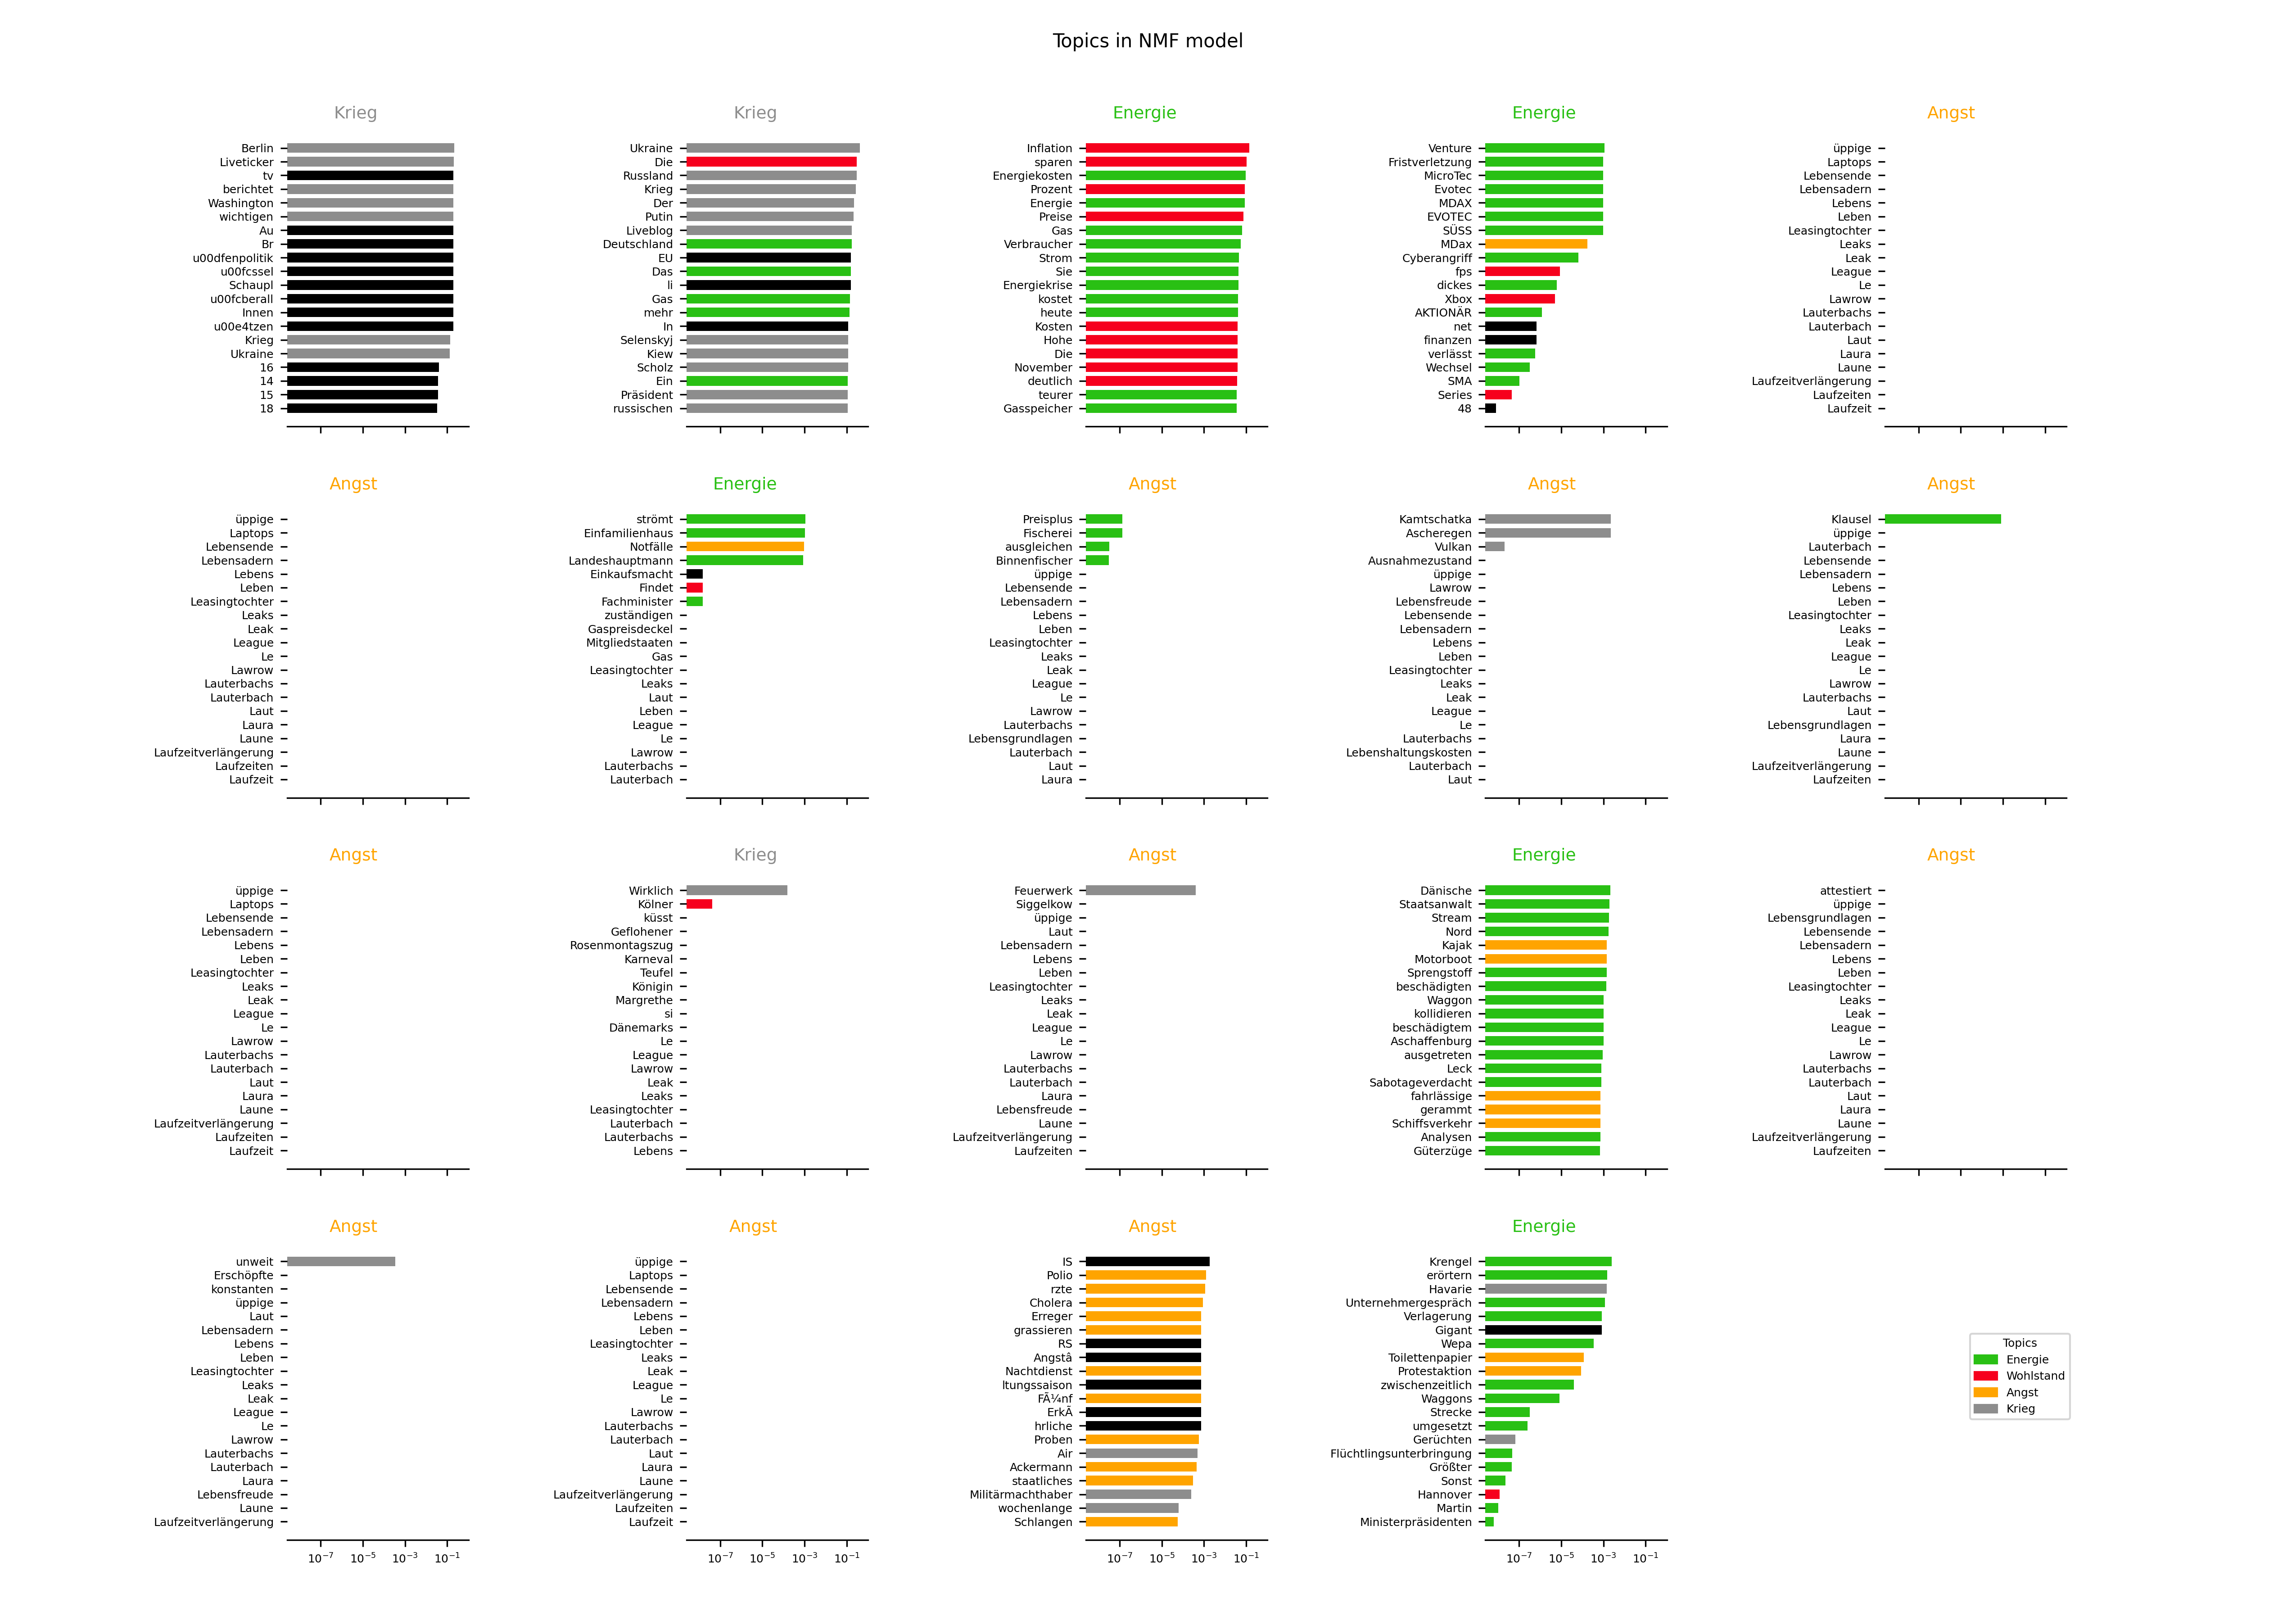 Topics in NMF model
Krieg
Berlin
Liveticker
tv
berichtet
Washington
wichtigen
Au
Br
u00dfenpolitik
u00fcssel
Schaupl
u00fcberall
Innen
u00e4tzen
Krieg
Ukraine
16
14
15
18
Krieg
Ukraine
Die
Russland
Krieg
Der
Putin
Liveblog
Deutschland
EU
Das
li
Gas
mehr
In
Selenskyj
Kiew
Scholz
Ein
Präsident
russischen
Energie
Inflation
sparen
Energiekosten
Prozent
Energie
Preise
Gas
Verbraucher
Strom
Sie
Energiekrise
kostet
heute
Kosten
Hohe
Die
November
deutlich
teurer
Gasspeicher
Energie
Venture
Fristverletzung
MicroTec
Evotec
MDAX
EVOTEC
SÜSS
MDax
Cyberangriff
fps
dickes
Xbox
AKTIONÄR
net
finanzen
verlässt
Wechsel
SMA
Series
48
Angst
üppige
Laptops
Lebensende
Lebensadern
Lebens
Leben
Leasingtochter
Leaks
Leak
League
Le
Lawrow
Lauterbachs
Lauterbach
Laut
Laura
Laune
Laufzeitverlängerung
Laufzeiten
Laufzeit
Angst
üppige
Laptops
Lebensende
Lebensadern
Lebens
Leben
Leasingtochter
Leaks
Leak
League
Le
Lawrow
Lauterbachs
Lauterbach
Laut
Laura
Laune
Laufzeitverlängerung
Laufzeiten
Laufzeit
Energie
strömt
Einfamilienhaus
Notfälle
Landeshauptmann
Einkaufsmacht
Findet
Fachminister
zuständigen
Gaspreisdeckel
Mitgliedstaaten
Gas
Leasingtochter
Leaks
Laut
Leben
League
Le
Lawrow
Lauterbachs
Lauterbach
Angst
Preisplus
Fischerei
ausgleichen
Binnenfischer
üppige
Lebensende
Lebensadern
Lebens
Leben
Leasingtochter
Leaks
Leak
League
Le
Lawrow
Lauterbachs
Lebensgrundlagen
Lauterbach
Laut
Laura
Angst
Kamtschatka
Ascheregen
Vulkan
Ausnahmezustand
üppige
Lawrow
Lebensfreude
Lebensende
Lebensadern
Lebens
Leben
Leasingtochter
Leaks
Leak
League
Le
Lauterbachs
Lebenshaltungskosten
Lauterbach
Laut
Angst
Klausel
üppige
Lauterbach
Lebensende
Lebensadern
Lebens
Leben
Leasingtochter
Leaks
Leak
League
Le
Lawrow
Lauterbachs
Laut
Lebensgrundlagen
Laura
Laune
Laufzeitverlängerung
Laufzeiten
Angst
üppige
Laptops
Lebensende
Lebensadern
Lebens
Leben
Leasingtochter
Leaks
Leak
League
Le
Lawrow
Lauterbachs
Lauterbach
Laut
Laura
Laune
Laufzeitverlängerung
Laufzeiten
Laufzeit
Krieg
Wirklich
Kölner
küsst
Geflohener
Rosenmontagszug
Karneval
Teufel
Königin
Margrethe
si
Dänemarks
Le
League
Lawrow
Leak
Leaks
Leasingtochter
Lauterbach
Lauterbachs
Lebens
Angst
Feuerwerk
Siggelkow
üppige
Laut
Lebensadern
Lebens
Leben
Leasingtochter
Leaks
Leak
League
Le
Lawrow
Lauterbachs
Lauterbach
Laura
Lebensfreude
Laune
Laufzeitverlängerung
Laufzeiten
Energie
Dänische
Staatsanwalt
Stream
Nord
Kajak
Motorboot
Sprengstoff
beschädigten
Waggon
kollidieren
beschädigtem
Aschaffenburg
ausgetreten
Leck
Sabotageverdacht
fahrlässige
gerammt
Schiffsverkehr
Analysen
Güterzüge
Angst
attestiert
üppige
Lebensgrundlagen
Lebensende
Lebensadern
Lebens
Leben
Leasingtochter
Leaks
Leak
League
Le
Lawrow
Lauterbachs
Lauterbach
Laut
Laura
Laune
Laufzeitverlängerung
Laufzeiten
Angst
unweit
Erschöpfte
konstanten
üppige
Laut
Lebensadern
Lebens
Leben
Leasingtochter
Leaks
Leak
League
Le
Lawrow
Lauterbachs
Lauterbach
Laura
Lebensfreude
Laune
Laufzeitverlängerung
10⁻⁷ 10⁻⁵ 10⁻³ 10⁻¹
Angst
üppige
Laptops
Lebensende
Lebensadern
Lebens
Leben
Leasingtochter
Leaks
Leak
League
Le
Lawrow
Lauterbachs
Lauterbach
Laut
Laura
Laune
Laufzeitverlängerung
Laufzeiten
Laufzeit
10⁻⁷ 10⁻⁵ 10⁻³ 10⁻¹
Angst
IS
Polio
rzte
Cholera
Erreger
grassieren
RS
Angstâ
Nachtdienst
ltungssaison
FÃ¼nf
ErkÃ
hrliche
Proben
Air
Ackermann
staatliches
Militärmachthaber
wochenlange
Schlangen
10⁻⁷ 10⁻⁵ 10⁻³ 10⁻¹
Energie
Krengel
erörtern
Havarie
Unternehmergespräch
Verlagerung
Gigant
Wepa
Toilettenpapier
Protestaktion
zwischenzeitlich
Waggons
Strecke
umgesetzt
Gerüchten
Flüchtlingsunterbringung
Größter
Sonst
Hannover
Martin
Ministerpräsidenten
10⁻⁷ 10⁻⁵ 10⁻³ 10⁻¹
Topics
Energie
Wohlstand
Angst
Krieg